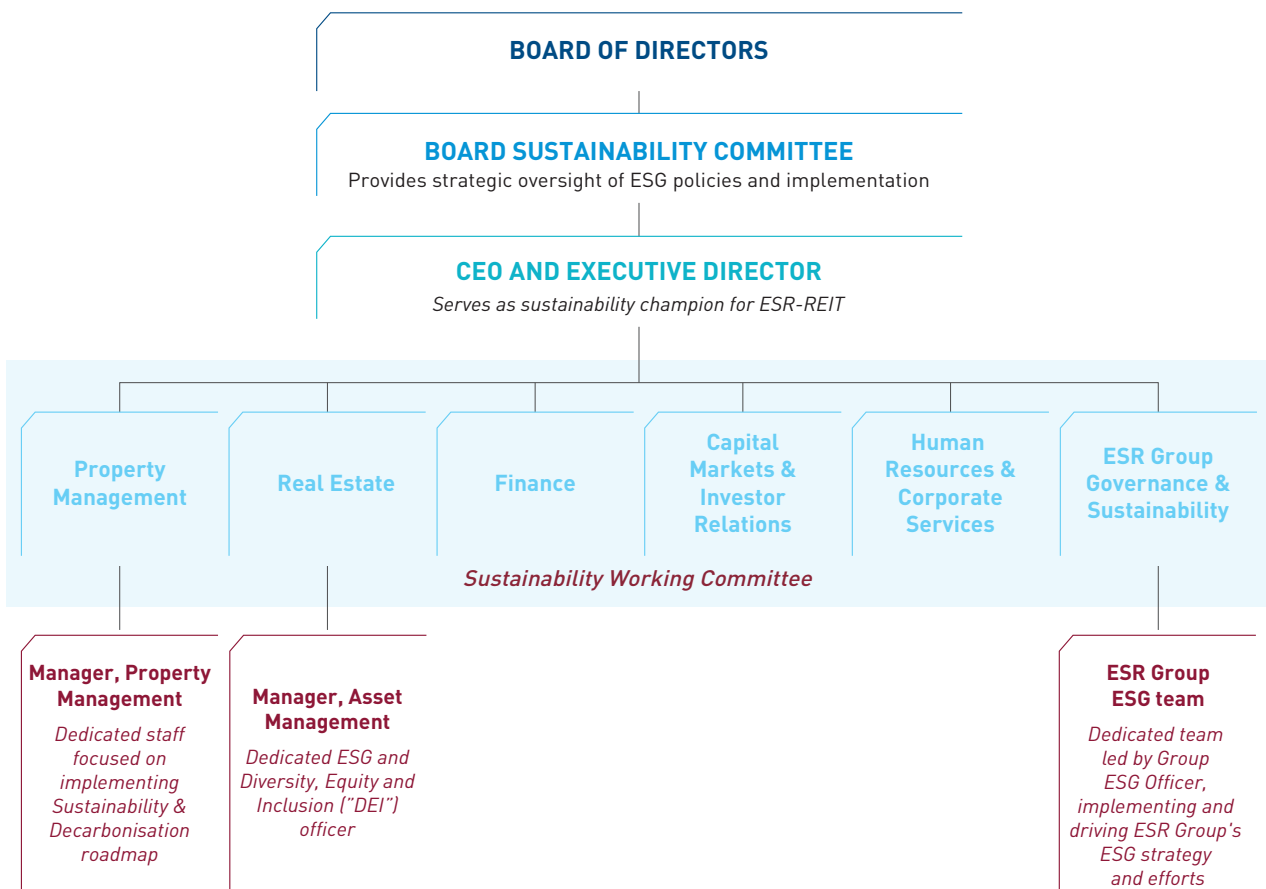 BOARD OF DIRECTORS
BOARD SUSTAINABILITY COMMITTEE
Provides strategic oversight of ESG policies and implementation
CEO AND EXECUTIVE DIRECTOR
Serves as sustainability champion for ESR-REIT
Property
Management
Real Estate
Finance
Capital
Markets &
Investor
Relations
Human
Resources &
Corporate
Services
ESR Group
Governance &
Sustainability
Sustainability Working Committee
Manager, Property
Management
Dedicated staff
focused on
implementing
Sustainability &
Decarbonisation
roadmap
Manager, Asset
Management
Dedicated ESG and
Diversity, Equity and
Inclusion (”DEI”)
officer
ESR Group
ESG team
Dedicated team
led by Group
ESG Officer,
implementing and
driving ESR Group's
ESG strategy
and efforts